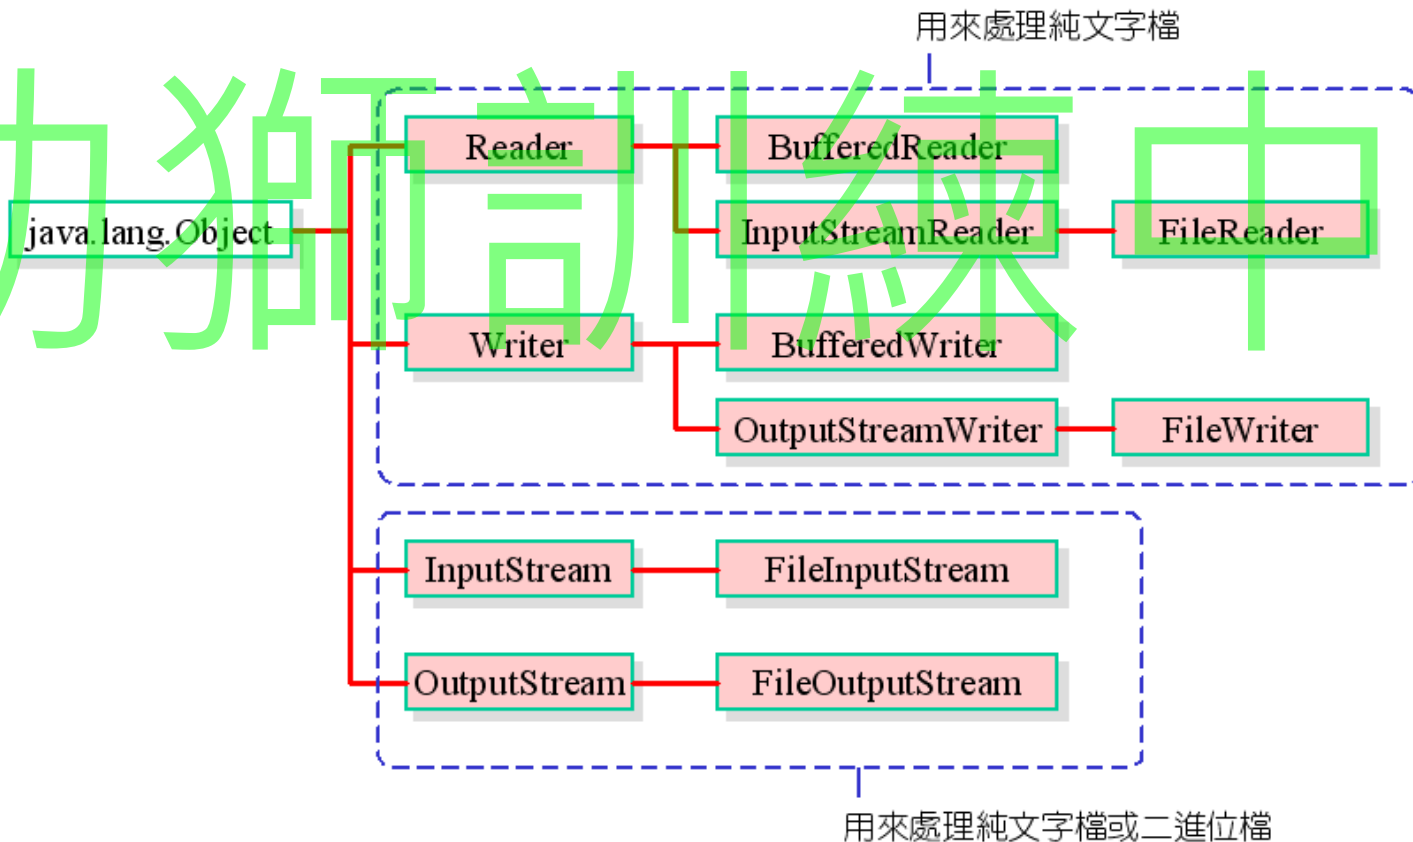 用來處理純文字檔
幼獅訓練中
Reader
BufferedReader
java.lang.Object
InputStreamReader
FileReader
Writer
BufferedWriter
OutputStreamWriter
FileWriter
InputStream
FileInputStream
OutputStream
FileOutputStream
用來處理純文字檔或二進位檔